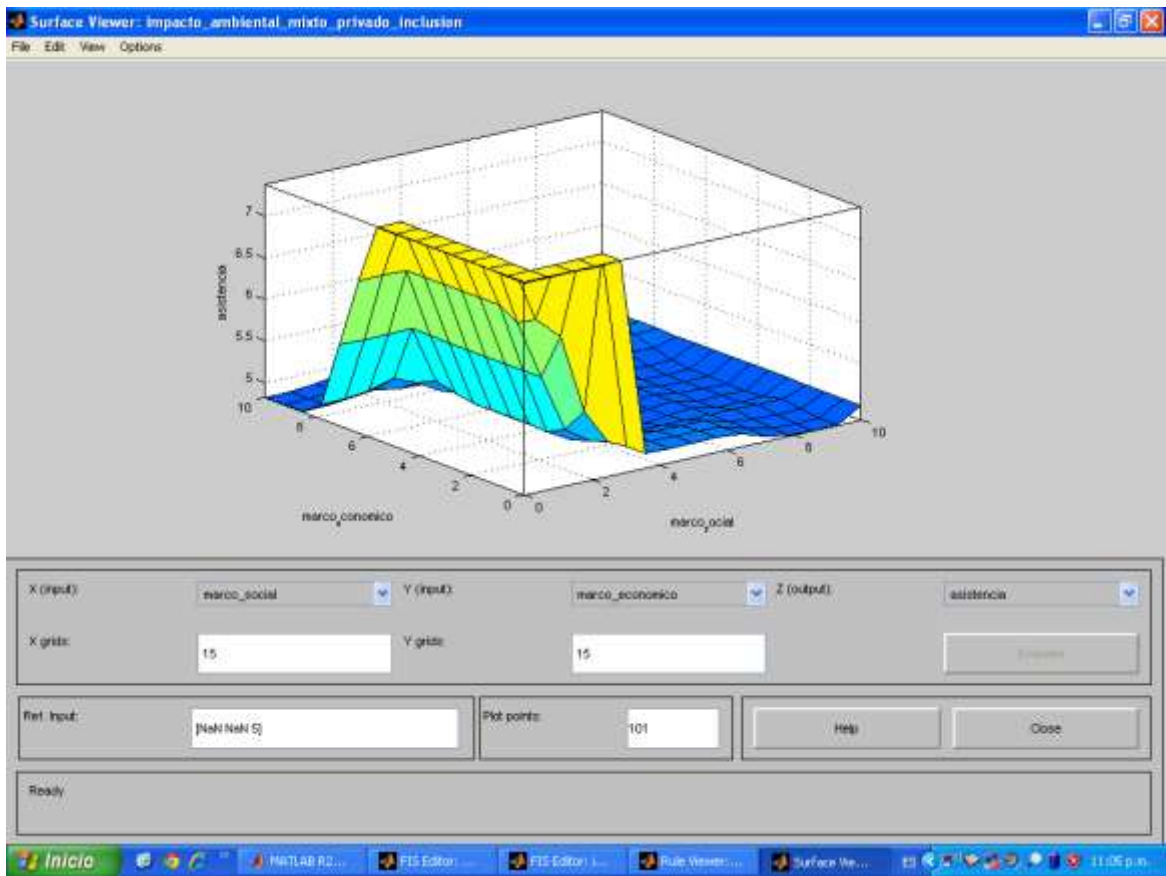 Surface Viewer: impacto_ambiental_mixto_privado_inclusion
File Edit View Options
7
6.5
6
5.5
5
asistencia
10
8
6
4
2
0
marco_economico
0
2
4
6
8
10
marco_social
X (input): marco_social Y (input): marco_economico Z (output): asistencia
X grids: 15 Y grids: 15 Evaluate
Ref. Input: [NaN NaN 5] Plot points: 101 Help Close
Ready
Inicio MATLAB R2... FIS Editor: ... FIS Editor: i... Rule Viewer: ... Surface Vie... 11:05 p.m.